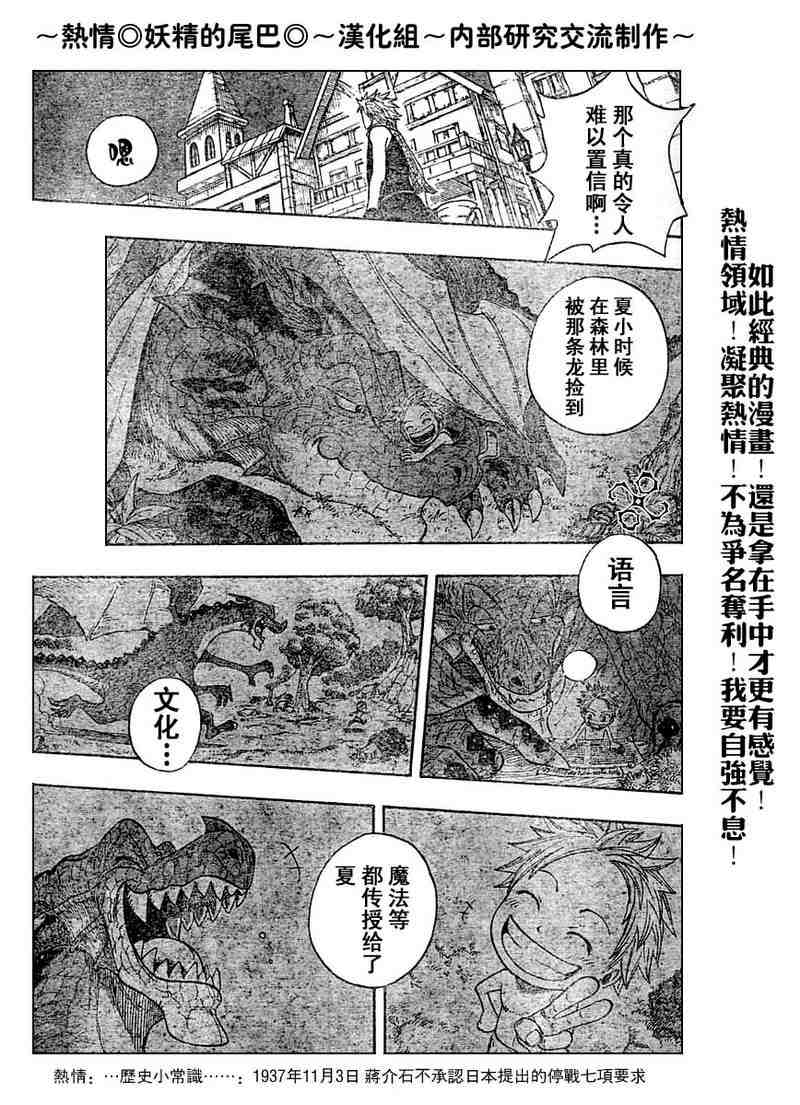 ～熱情◎妖精的尾巴◎～漢化組～内部研究交流制作～
那个真的令人
难以置信啊…
嗯
夏小时候
在森林里
被那条龙捡到
语言
文化…
魔法等
都传授给了
夏
如此經典的漫畫！還是拿在手中才更有感覺！
熱情領域！凝聚熱情！不為爭名奪利！我要自強不息！
熱情：…歷史小常識……：1937年11月3日 蔣介石不承認日本提出的停戰七項要求